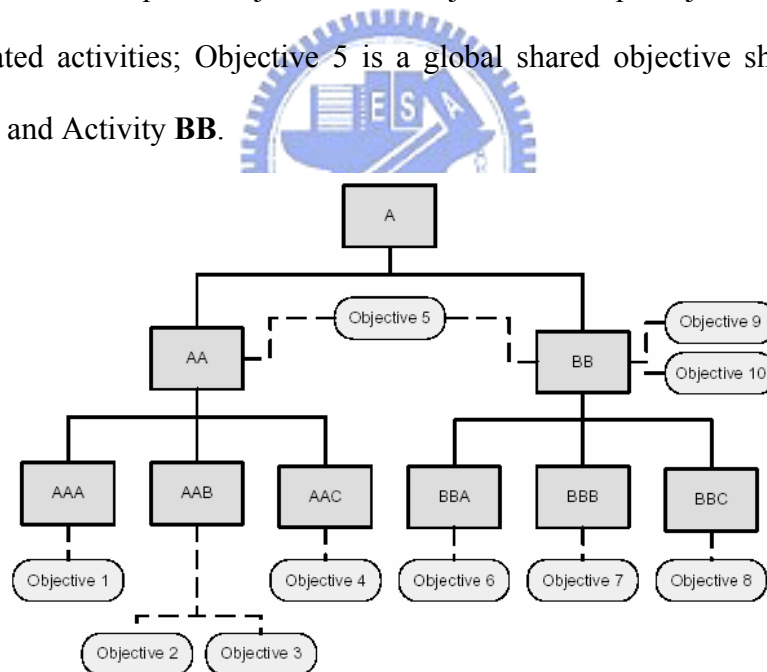 ated activities; Objective 5 is a global shared objective sh
and Activity BB.
ESA
A
Objective 5
Objective 9
AA
BB
Objective 10
AAA
AAB
AAC
BBA
BBB
BBC
Objective 1
Objective 4
Objective 6
Objective 7
Objective 8
Objective 2
Objective 3